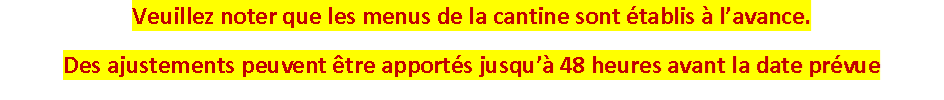 Veuillez noter que les menus de la cantine sont établis à l’avance.
Des ajustements peuvent être apportés jusqu’à 48 heures avant la date prévue